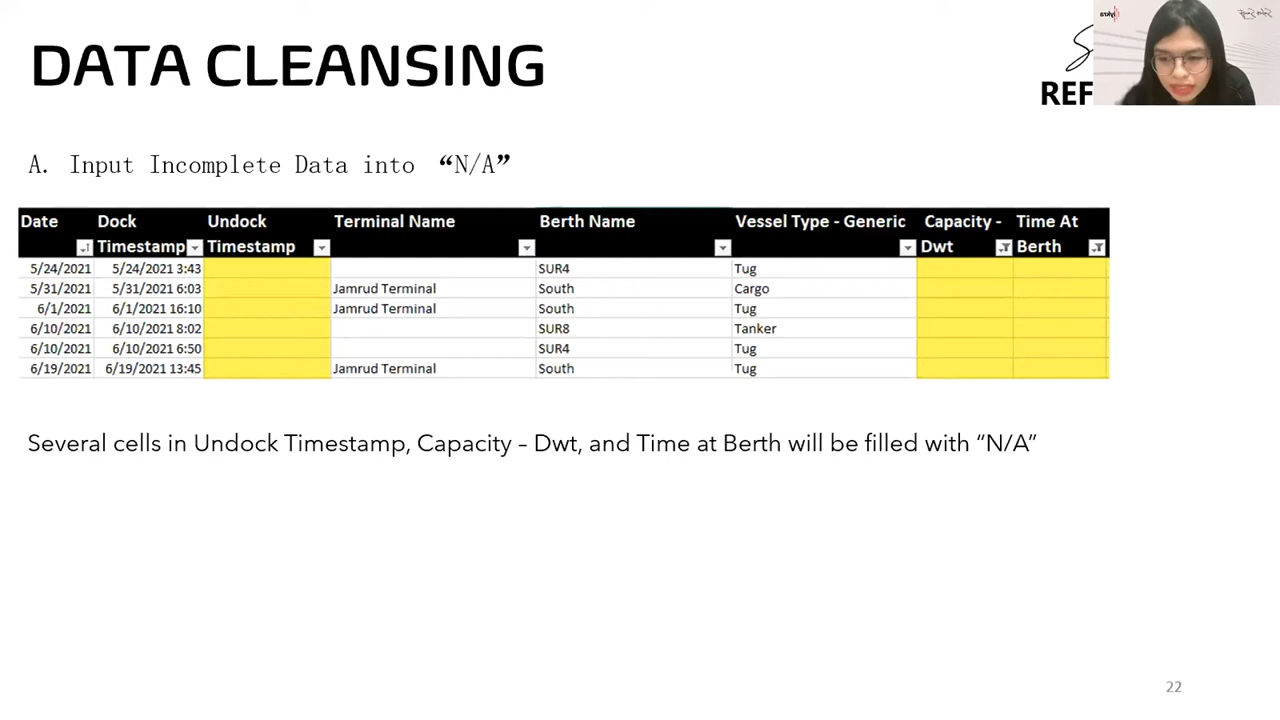 DATA CLEANSING
REF
A. Input Incomplete Data into “N/A”
Date Dock Undock Terminal Name Berth Name Vessel Type - Generic Capacity - Time At
Timestamp Timestamp Dwt Berth
5/24/2021 5/24/2021 3:43 SUR4 Tug
5/31/2021 5/31/2021 6:03 Jamrud Terminal South Cargo
6/1/2021 6/1/2021 16:10 Jamrud Terminal South Tug
6/10/2021 6/10/2021 8:02 SUR8 Tanker
6/10/2021 6/10/2021 6:50 SUR4 Tug
6/19/2021 6/19/2021 13:45 Jamrud Terminal South Tug
Several cells in Undock Timestamp, Capacity – Dwt, and Time at Berth will be filled with “N/A”
22